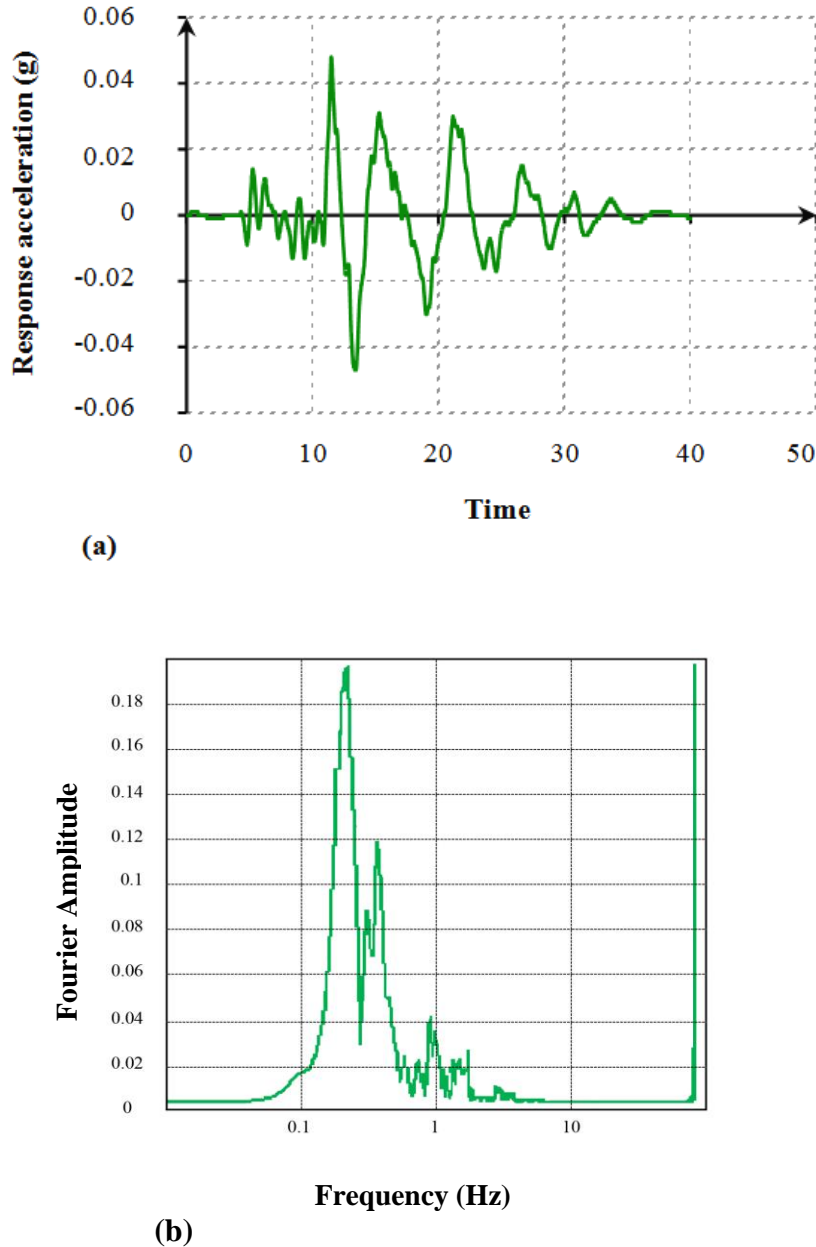 0.06
0.04
0.02
0
-0.02
-0.04
-0.06
Response acceleration (g)
0 10 20 30 40 50
Time
(a)
0.18
0.16
0.14
0.12
0.1
0.08
0.06
0.04
0.02
0
Fourier Amplitude
0.1 1 10
Frequency (Hz)
(b)